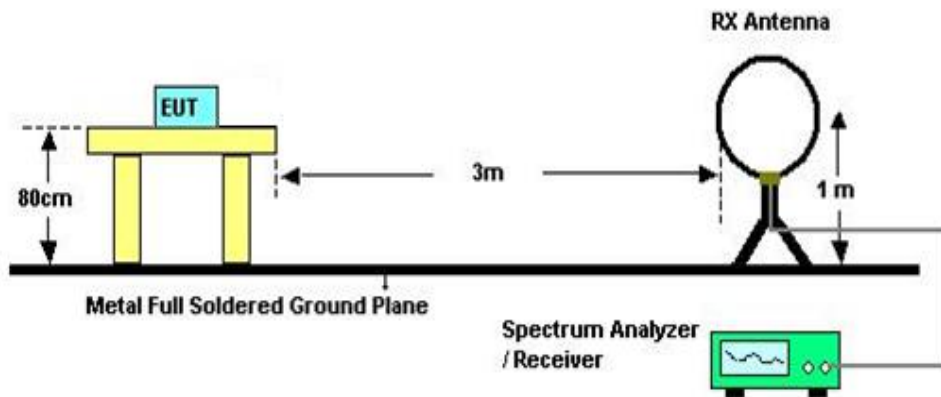 RX Antenna
EUT
80cm
3m
1 m
Metal Full Soldered Ground Plane
Spectrum Analyzer
/ Receiver